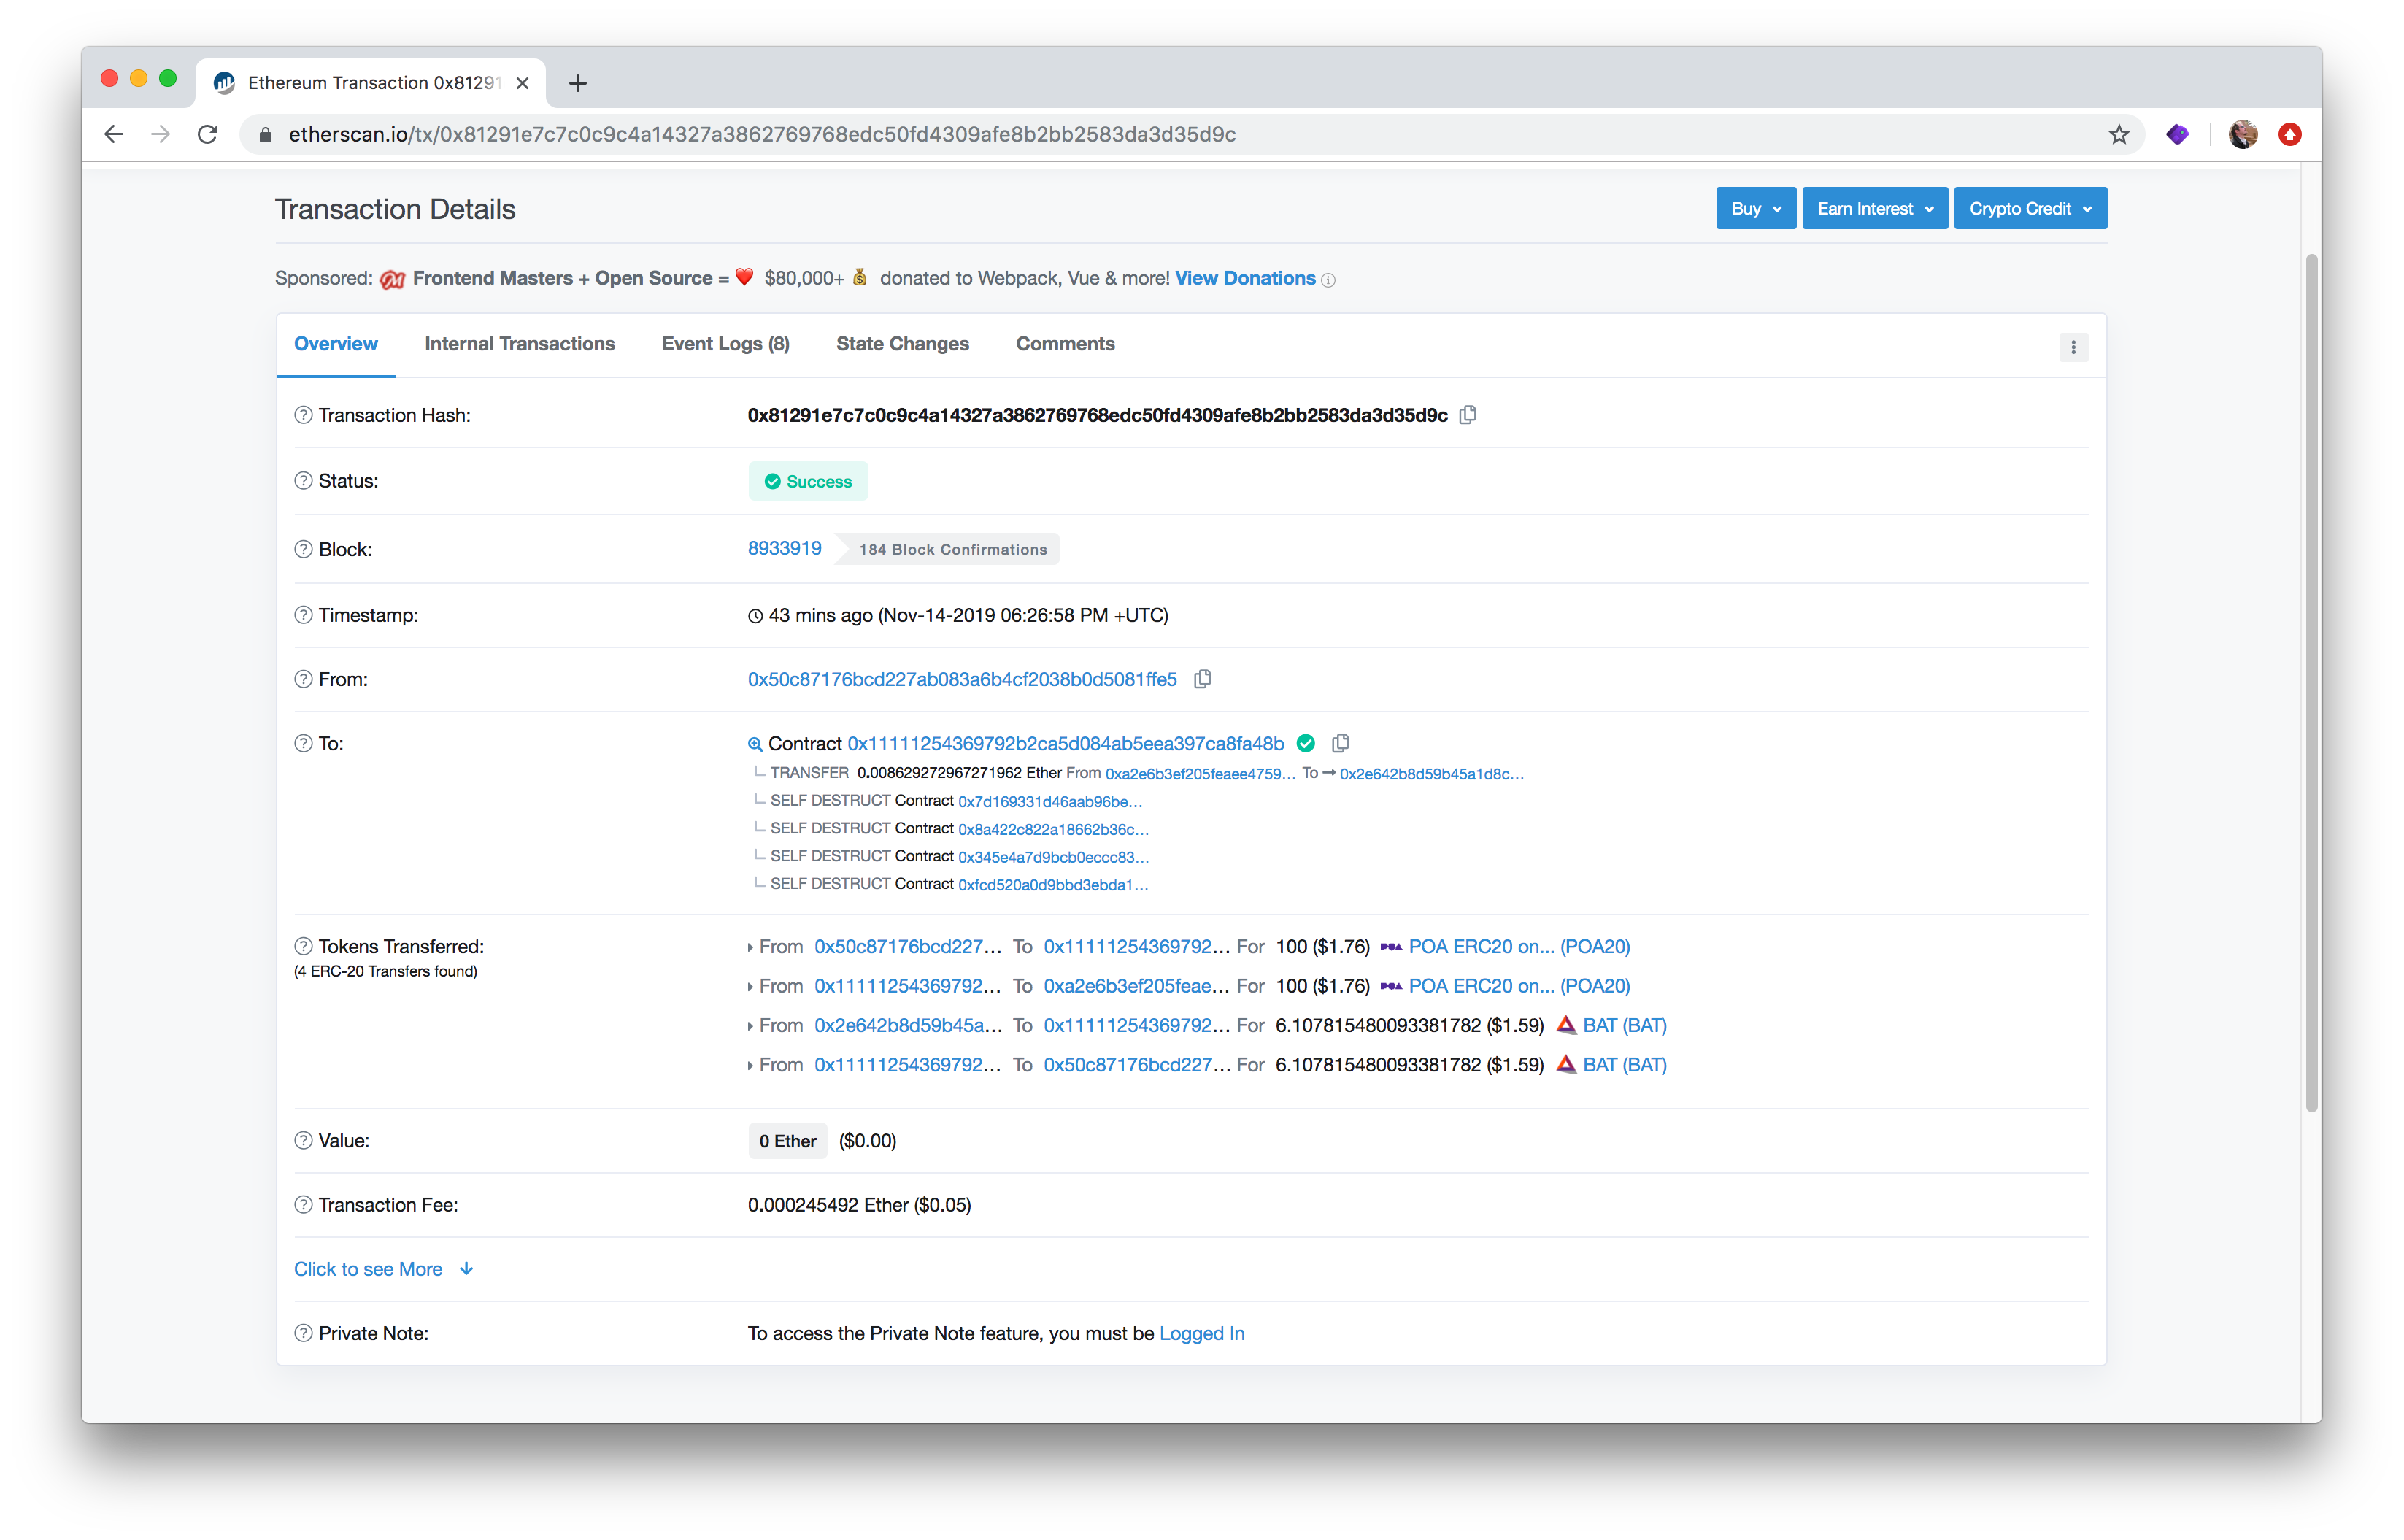 Ethereum Transaction 0x81291
etherscan.io/tx/0x81291e7c7c0c9c4a14327a3862769768edc50fd4309afe8b2bb2583da3d35d9c
Transaction Details
Buy Earn Interest Crypto Credit
Sponsored: Frontend Masters + Open Source = ❤️ $80,000+ 💰 donated to Webpack, Vue & more! View Donations
Overview Internal Transactions Event Logs (8) State Changes Comments
Transaction Hash: 0x81291e7c7c0c9c4a14327a3862769768edc50fd4309afe8b2bb2583da3d35d9c
Status: Success
Block: 8933919 184 Block Confirmations
Timestamp: 43 mins ago (Nov-14-2019 06:26:58 PM +UTC)
From: 0x50c87176bcd227ab083a6b4cf2038b0d5081ffe5
To: Contract 0x11111254369792b2ca5d084ab5eea397ca8fa48b
TRANSFER 0.008629272967271962 Ether From 0xa2e6b3ef205feaee4759... To → 0x2e642b8d59b45a1d8c...
SELF DESTRUCT Contract 0x7d169331d46aab96be...
SELF DESTRUCT Contract 0x8a422c822a18662b36c...
SELF DESTRUCT Contract 0x345e4a7d9bcb0eccc83...
SELF DESTRUCT Contract 0xfcd520a0d9bbd3ebda1...
Tokens Transferred: From 0x50c87176bcd227... To 0x11111254369792... For 100 ($1.76) POA ERC20 on... (POA20)
(4 ERC-20 Transfers found)
From 0x11111254369792... To 0xa2e6b3ef205feae... For 100 ($1.76) POA ERC20 on... (POA20)
From 0x2e642b8d59b45a... To 0x11111254369792... For 6.107815480093381782 ($1.59) BAT (BAT)
From 0x11111254369792... To 0x50c87176bcd227... For 6.107815480093381782 ($1.59) BAT (BAT)
Value: 0 Ether ($0.00)
Transaction Fee: 0.000245492 Ether ($0.05)
Click to see More
Private Note: To access the Private Note feature, you must be Logged In